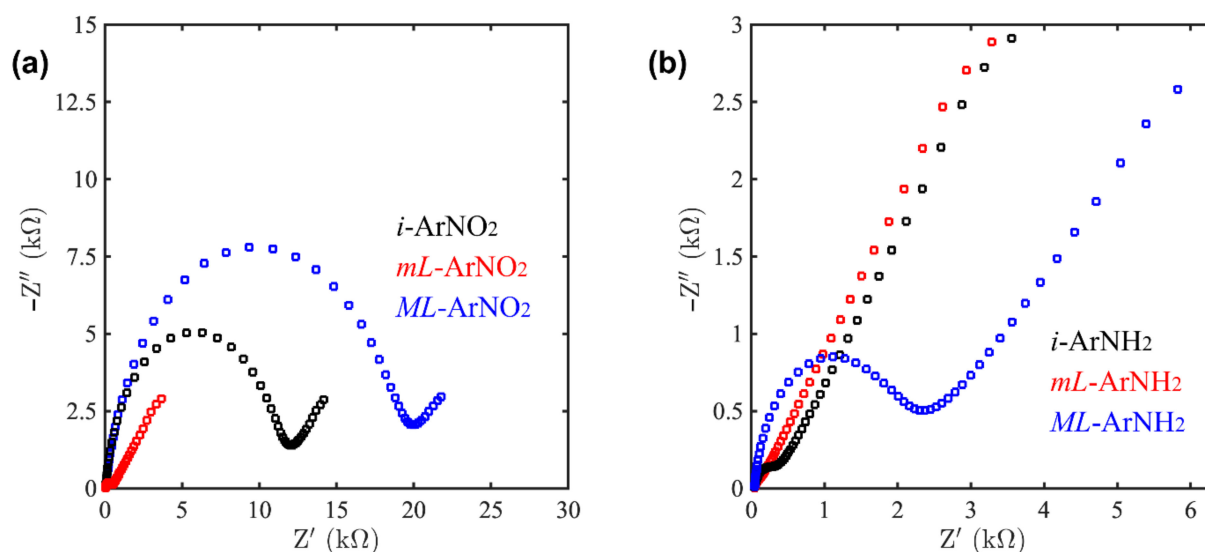 (a)
15
12.5
10
7.5
5
2.5
0
-Z″ (kΩ)
i-ArNO₂
mL-ArNO₂
ML-ArNO₂
0 5 10 15 20 25 30
Z′ (kΩ)
(b)
3
2.5
2
1.5
1
0.5
0
-Z″ (kΩ)
i-ArNH₂
mL-ArNH₂
ML-ArNH₂
0 1 2 3 4 5 6
Z′ (kΩ)